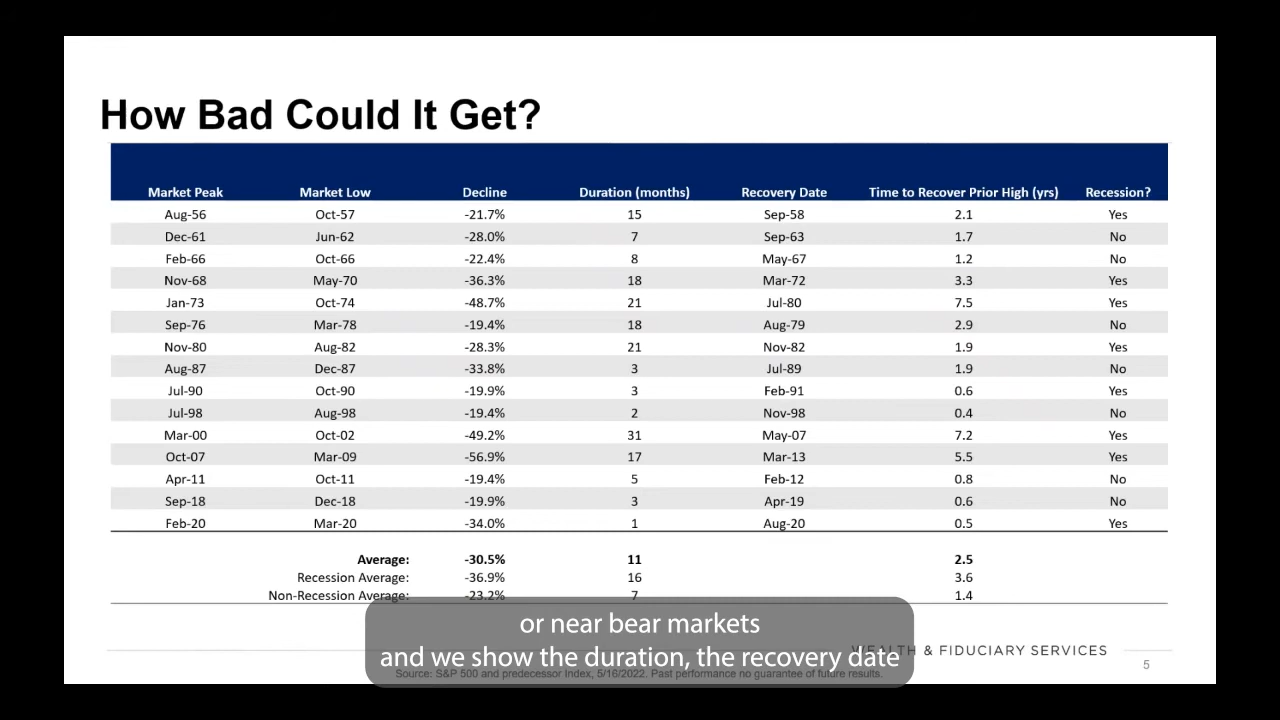 How Bad Could It Get?
Market Peak Market Low Decline Duration (months) Recovery Date Time to Recover Prior High (yrs) Recession?
Aug-56 Oct-57 -21.7% 15 Sep-58 2.1 Yes
Dec-61 Jun-62 -28.0% 7 Sep-63 1.7 No
Feb-66 Oct-66 -22.4% 8 May-67 1.2 No
Nov-68 May-70 -36.3% 18 Mar-72 3.3 Yes
Jan-73 Oct-74 -48.7% 21 Jul-80 7.5 Yes
Sep-76 Mar-78 -19.4% 18 Aug-79 2.9 No
Nov-80 Aug-82 -28.3% 21 Nov-82 1.9 Yes
Aug-87 Dec-87 -33.8% 3 Jul-89 1.9 No
Jul-90 Oct-90 -19.9% 3 Feb-91 0.6 Yes
Jul-98 Aug-98 -19.4% 2 Nov-98 0.4 No
Mar-00 Oct-02 -49.2% 31 May-07 7.2 Yes
Oct-07 Mar-09 -56.9% 17 Mar-13 5.5 Yes
Apr-11 Oct-11 -19.4% 5 Feb-12 0.8 No
Sep-18 Dec-18 -19.9% 3 Apr-19 0.6 No
Feb-20 Mar-20 -34.0% 1 Aug-20 0.5 Yes
Average: -30.5% 11 2.5
Recession Average: -36.9% 16 3.6
Non-Recession Average: -23.2% 7 1.4
or near bear markets
and we show the duration, the recovery date
WEALTH & FIDUCIARY SERVICES
5
Source: S&P 500 and predecessor Index, 5/16/2022. Past performance no guarantee of future results.